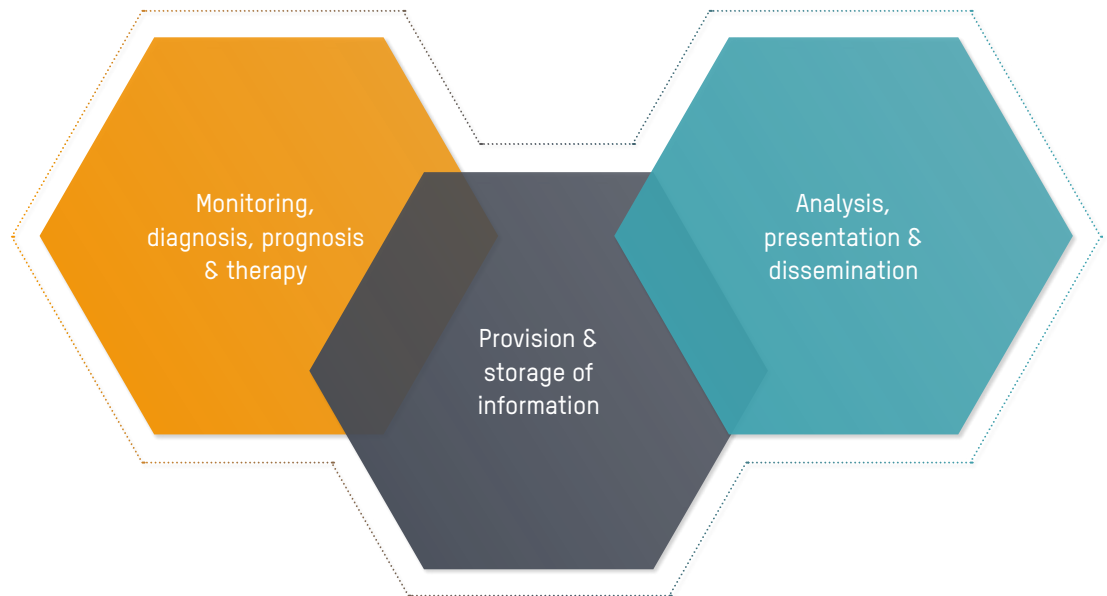 Monitoring,
diagnosis, prognosis
& therapy
Provision &
storage of
information
Analysis,
presentation &
dissemination